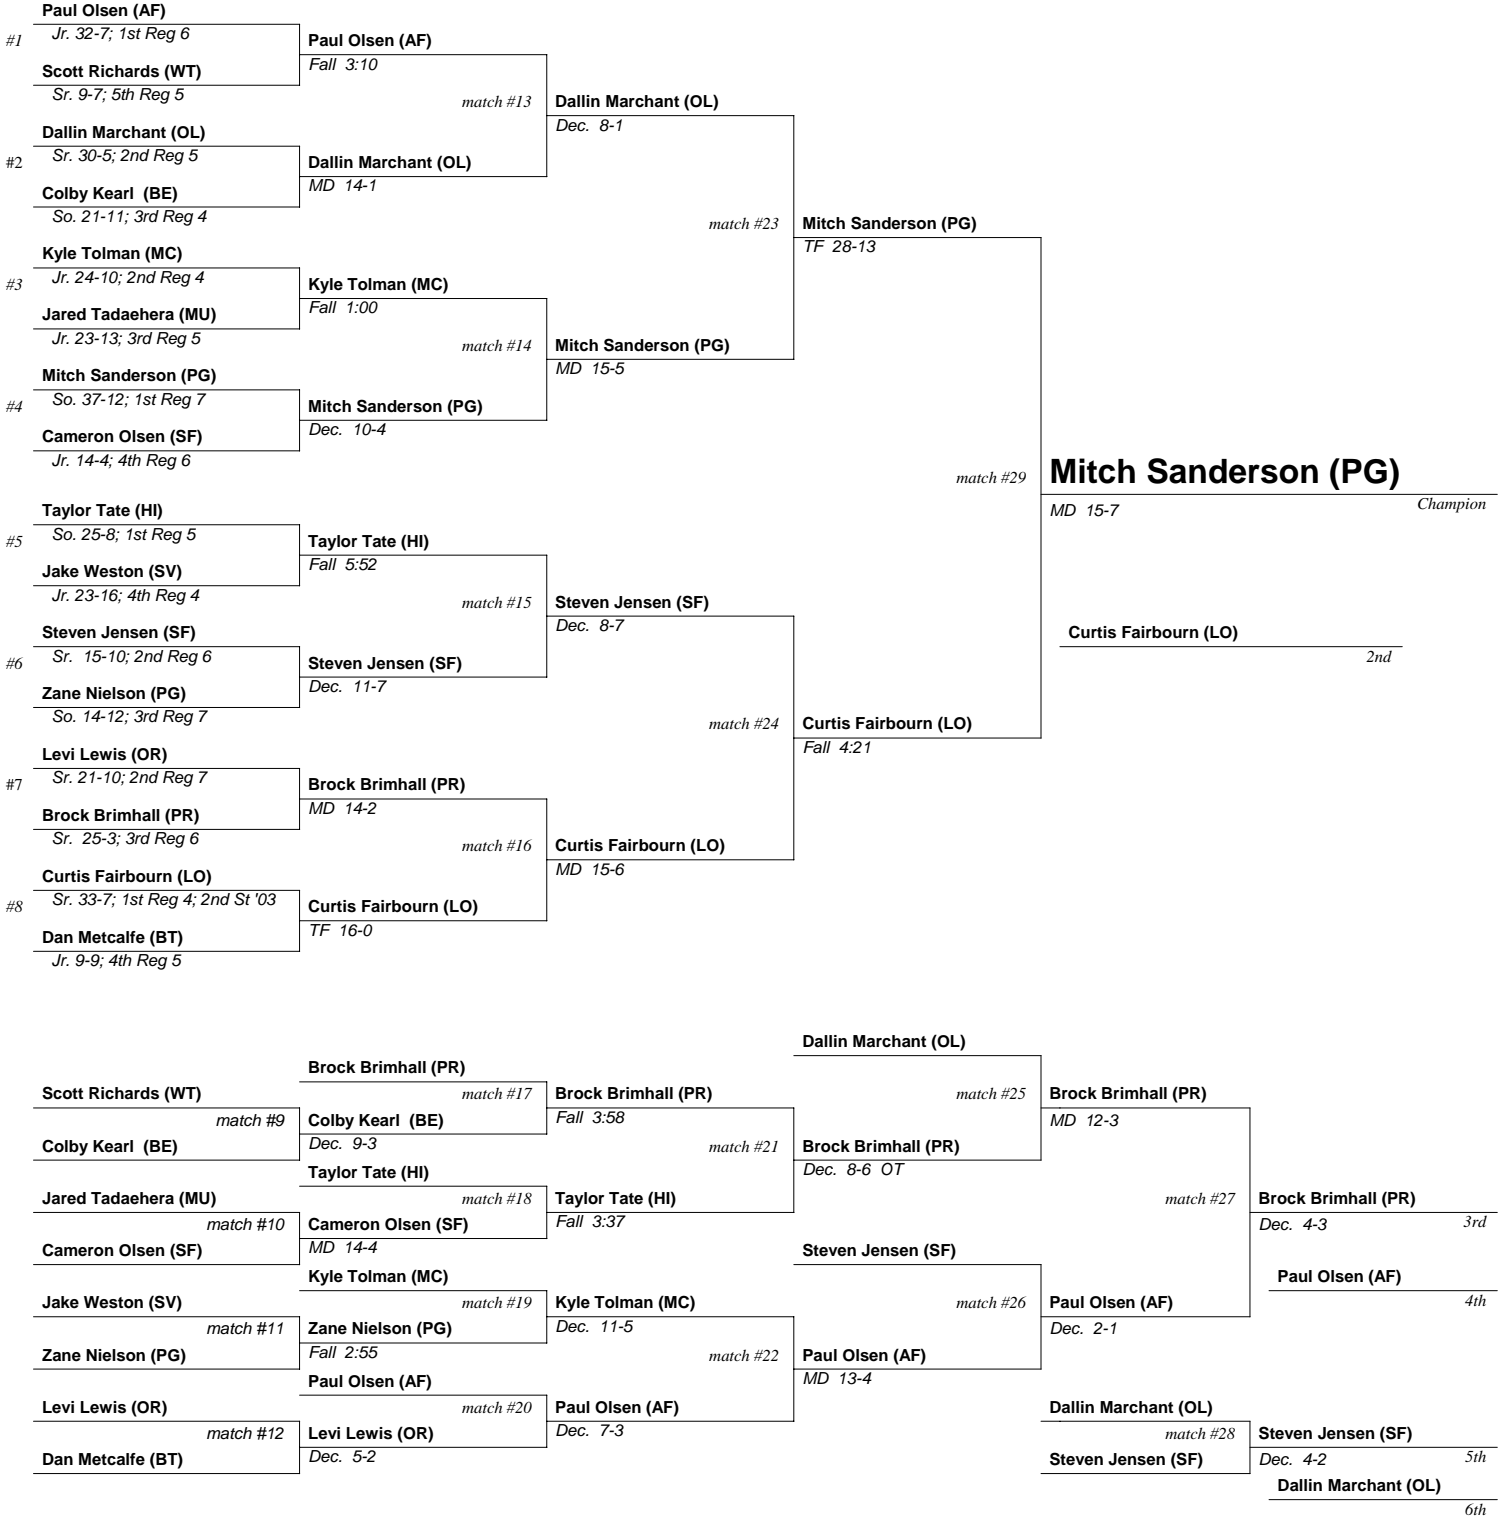 Paul Olsen (AF)
#1 Jr. 32-7; 1st Reg 6
Paul Olsen (AF)
Fall 3:10
Scott Richards (WT)
Sr. 9-7; 5th Reg 5
match #13 Dallin Marchant (OL)
Dec. 8-1
Dallin Marchant (OL)
#2 Sr. 30-5; 2nd Reg 5
Dallin Marchant (OL)
MD 14-1
Colby Kearl (BE)
So. 21-11; 3rd Reg 4
match #23 Mitch Sanderson (PG)
TF 28-13
Kyle Tolman (MC)
#3 Jr. 24-10; 2nd Reg 4
Kyle Tolman (MC)
Fall 1:00
Jared Tadaehera (MU)
Jr. 23-13; 3rd Reg 5
match #14 Mitch Sanderson (PG)
MD 15-5
Mitch Sanderson (PG)
#4 So. 37-12; 1st Reg 7
Mitch Sanderson (PG)
Dec. 10-4
Cameron Olsen (SF)
Jr. 14-4; 4th Reg 6
match #29 Mitch Sanderson (PG)
MD 15-7 Champion
Taylor Tate (HI)
#5 So. 25-8; 1st Reg 5
Taylor Tate (HI)
Fall 5:52
Jake Weston (SV)
Jr. 23-16; 4th Reg 4
match #15 Steven Jensen (SF)
Dec. 8-7
Curtis Fairbourn (LO)
2nd
Steven Jensen (SF)
#6 Sr. 15-10; 2nd Reg 6
Steven Jensen (SF)
Dec. 11-7
Zane Nielson (PG)
So. 14-12; 3rd Reg 7
match #24 Curtis Fairbourn (LO)
Fall 4:21
Levi Lewis (OR)
#7 Sr. 21-10; 2nd Reg 7
Brock Brimhall (PR)
MD 14-2
Brock Brimhall (PR)
Sr. 25-3; 3rd Reg 6
match #16 Curtis Fairbourn (LO)
MD 15-6
Curtis Fairbourn (LO)
#8 Sr. 33-7; 1st Reg 4; 2nd St '03
Curtis Fairbourn (LO)
TF 16-0
Dan Metcalfe (BT)
Jr. 9-9; 4th Reg 5
Dallin Marchant (OL)
Brock Brimhall (PR)
Scott Richards (WT) match #17 Brock Brimhall (PR) match #25 Brock Brimhall (PR)
match #9 Colby Kearl (BE) Fall 3:58 MD 12-3
Colby Kearl (BE) Dec. 9-3 match #21 Brock Brimhall (PR)
Dec. 8-6 OT
Taylor Tate (HI)
Jared Tadaehera (MU) match #18 Taylor Tate (HI) match #27 Brock Brimhall (PR)
match #10 Cameron Olsen (SF) Fall 3:37 Dec. 4-3 3rd
Cameron Olsen (SF) MD 14-4 Steven Jensen (SF)
Kyle Tolman (MC) Paul Olsen (AF)
Jake Weston (SV) match #19 Kyle Tolman (MC) match #26 Paul Olsen (AF) 4th
match #11 Zane Nielson (PG) Dec. 11-5 Dec. 2-1
Zane Nielson (PG) Fall 2:55 match #22 Paul Olsen (AF)
MD 13-4
Paul Olsen (AF)
Levi Lewis (OR) match #20 Paul Olsen (AF) Dallin Marchant (OL)
match #12 Levi Lewis (OR) Dec. 7-3 match #28 Steven Jensen (SF)
Dan Metcalfe (BT) Dec. 5-2 Steven Jensen (SF) Dec. 4-2 5th
Dallin Marchant (OL)
6th